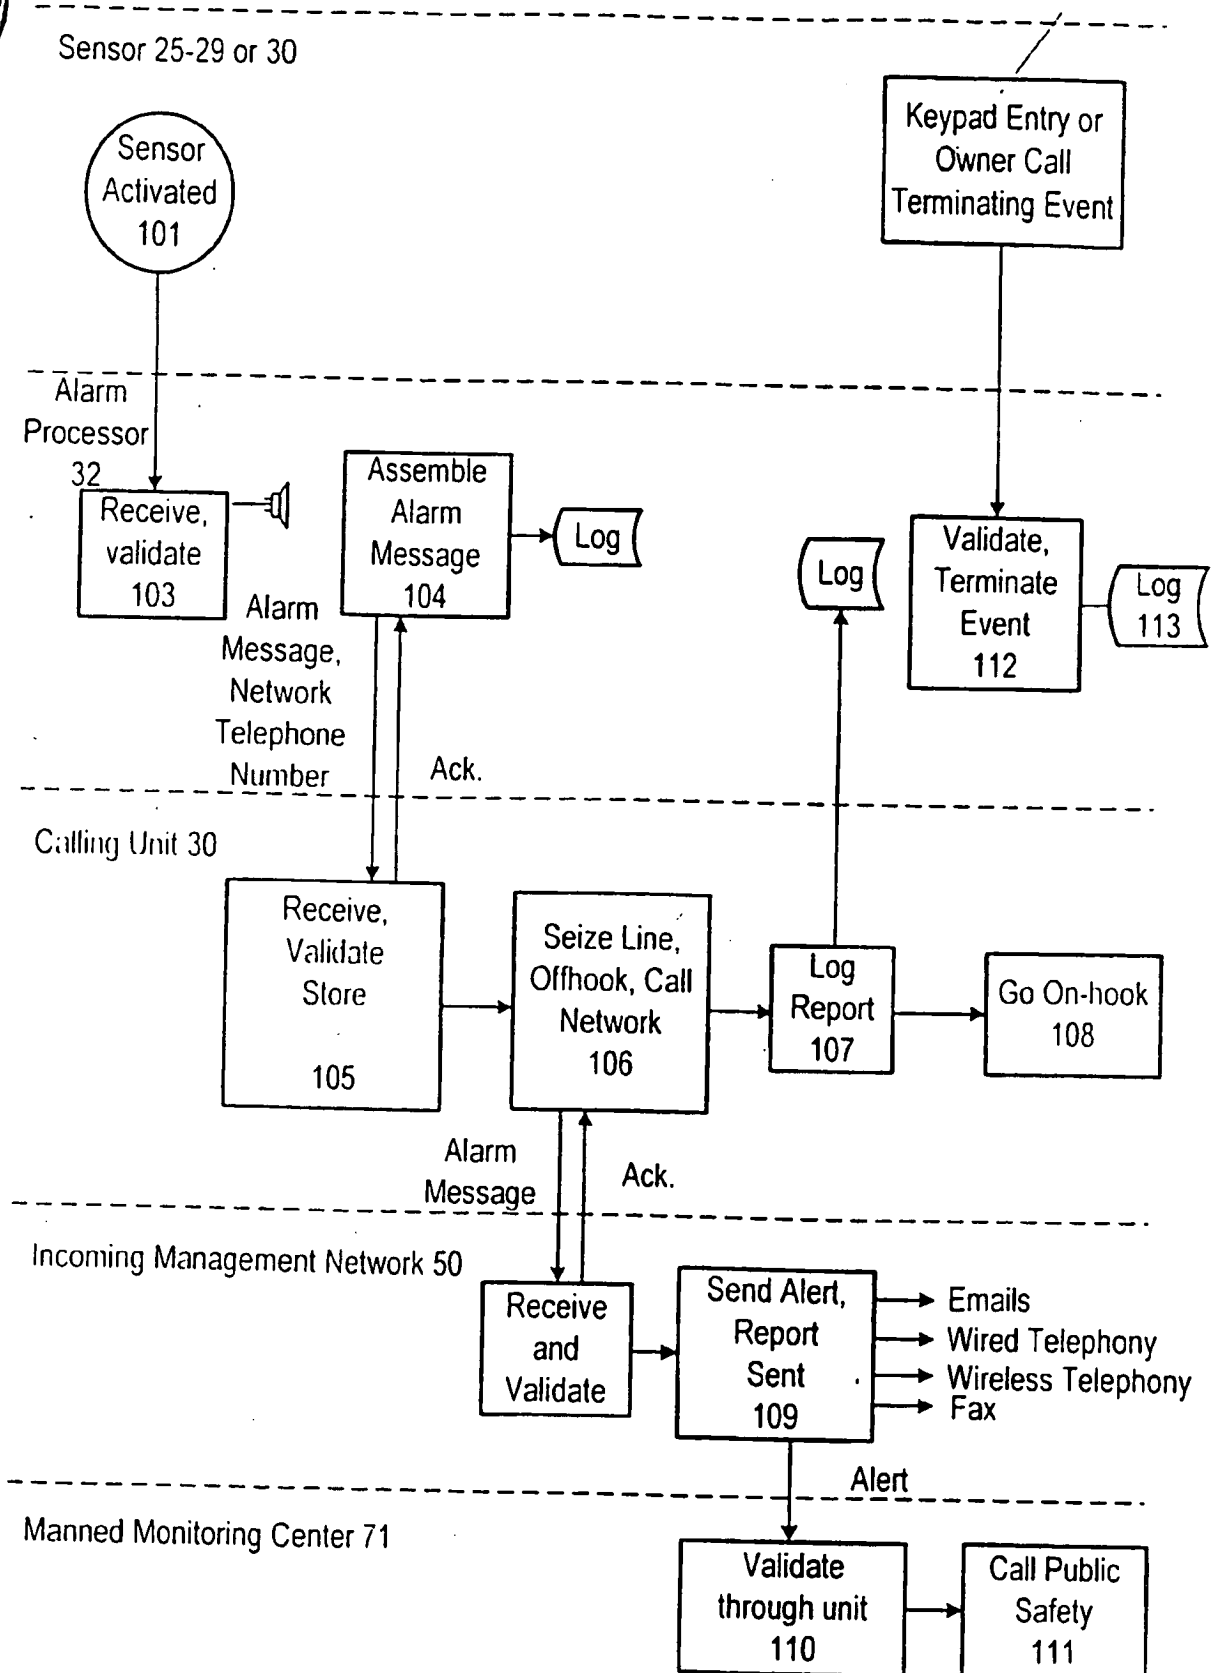 Sensor 25-29 or 30
Sensor
Activated
101
Keypad Entry or
Owner Call
Terminating Event
Alarm
Processor
32
Receive,
validate
103
Assemble
Alarm
Message
104
Log
Log
Validate,
Terminate
Event
112
Log
113
Alarm
Message,
Network
Telephone
Number
Ack.
Calling Unit 30
Receive,
Validate
Store
105
Seize Line,
Offhook, Call
Network
106
Log
Report
107
Go On-hook
108
Alarm
Message
Ack.
Incoming Management Network 50
Receive
and
Validate
Send Alert,
Report
Sent
109
Emails
Wired Telephony
Wireless Telephony
Fax
Alert
Manned Monitoring Center 71
Validate
through unit
110
Call Public
Safety
111